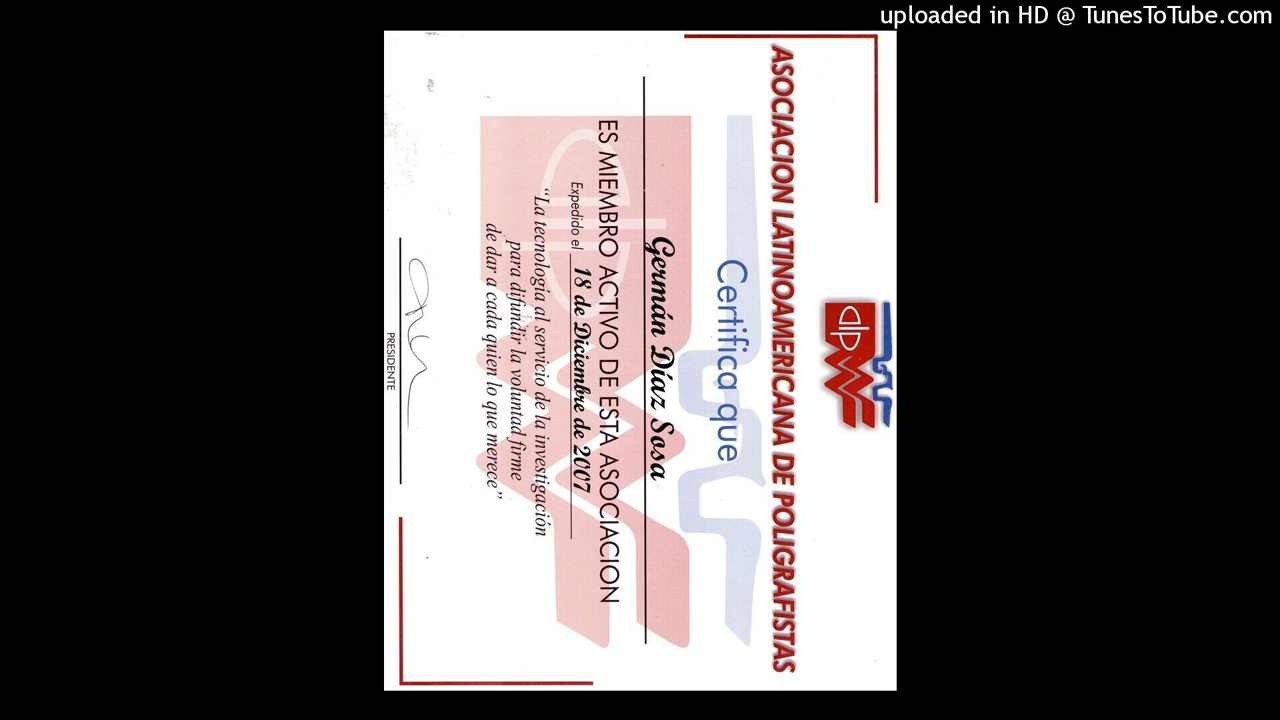 uploaded in HD @ TunesToTube.com
ASOCIACION LATINOAMERICANA DE POLIGRAFISTAS
Certifica que
Germán Díaz Sosa
ES MIEMBRO ACTIVO DE ESTA ASOCIACION
Expedido el 18 de Diciembre de 2007
“La tecnología al servicio de la investigación
para difundir la voluntad firme
de dar a cada quien lo que merece”
PRESIDENTE